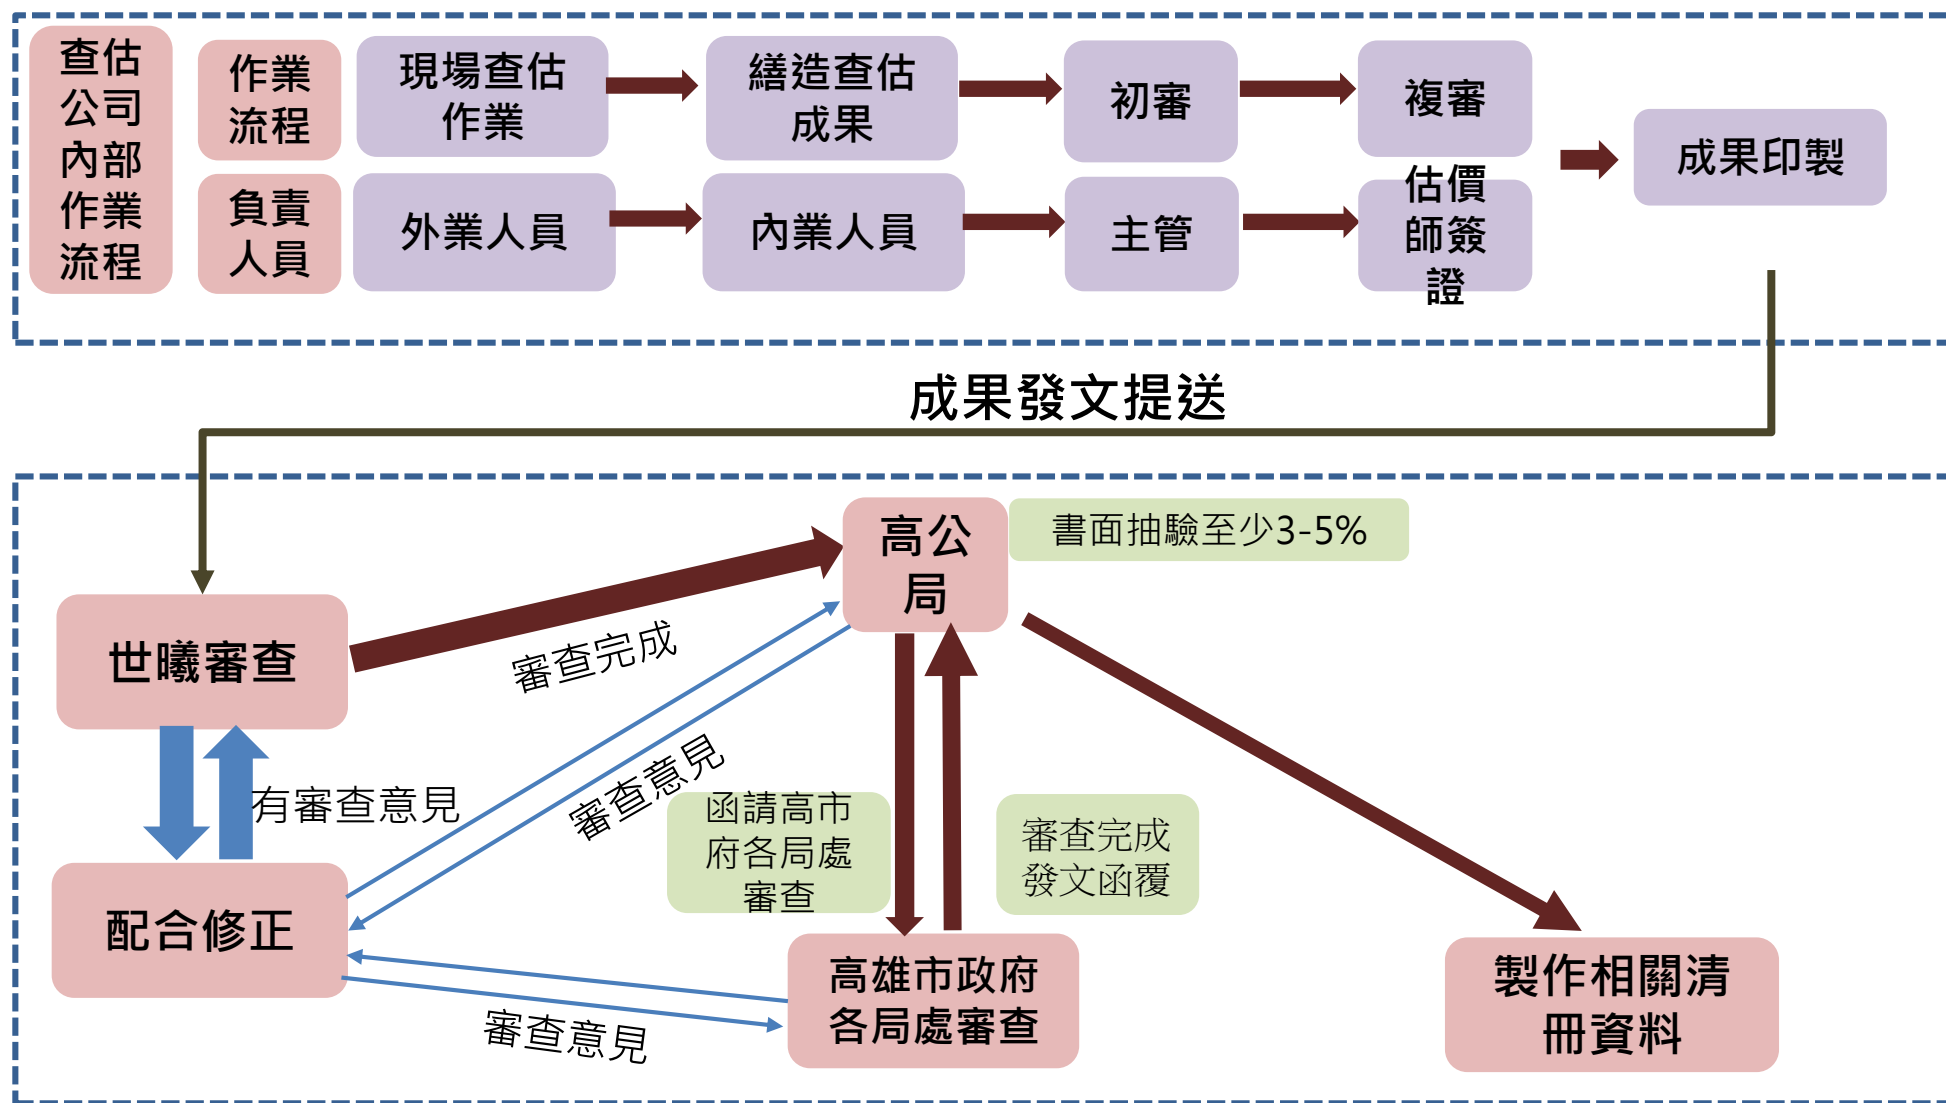 查估
公司
內部
作業
流程
作業
流程
現場查估
作業
繕造查估
成果
初審
複審
成果印製
負責
人員
外業人員
內業人員
主管
估價
師簽
證
成果發文提送
高公
局
書面抽驗至少3-5%
世曦審查
審查完成
有審查意見
審查意見
函請高市
府各局處
審查
審查完成
發文函覆
配合修正
審查意見
高雄市政府
各局處審查
製作相關清
冊資料